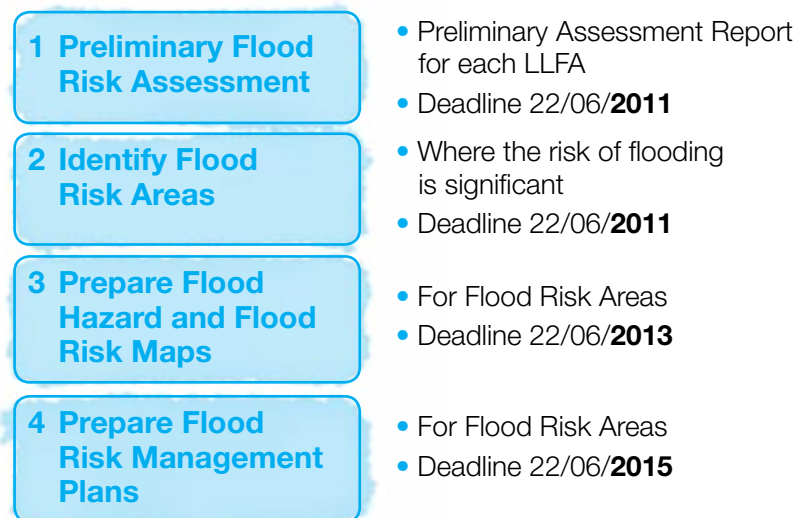 1 Preliminary Flood
Risk Assessment
• Preliminary Assessment Report
for each LLFA
• Deadline 22/06/2011
2 Identify Flood
Risk Areas
• Where the risk of flooding
is significant
• Deadline 22/06/2011
3 Prepare Flood
Hazard and Flood
Risk Maps
• For Flood Risk Areas
• Deadline 22/06/2013
4 Prepare Flood
Risk Management
Plans
• For Flood Risk Areas
• Deadline 22/06/2015